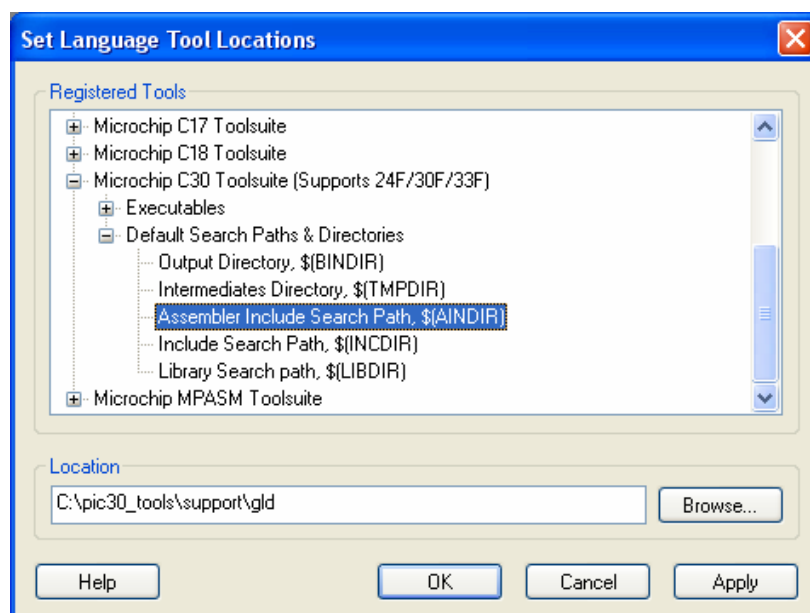 Set Language Tool Locations
Registered Tools
Microchip C17 Toolsuite
Microchip C18 Toolsuite
Microchip C30 Toolsuite (Supports 24F/30F/33F)
Executables
Default Search Paths & Directories
Output Directory, $(BINDIR)
Intermediates Directory, $(TMPDIR)
Assembler Include Search Path, $(AINDIR)
Include Search Path, $(INCDIR)
Library Search path, $(LIBDIR)
Microchip MPASM Toolsuite
Location
C:\pic30_tools\support\gld
Browse...
Help OK Cancel Apply